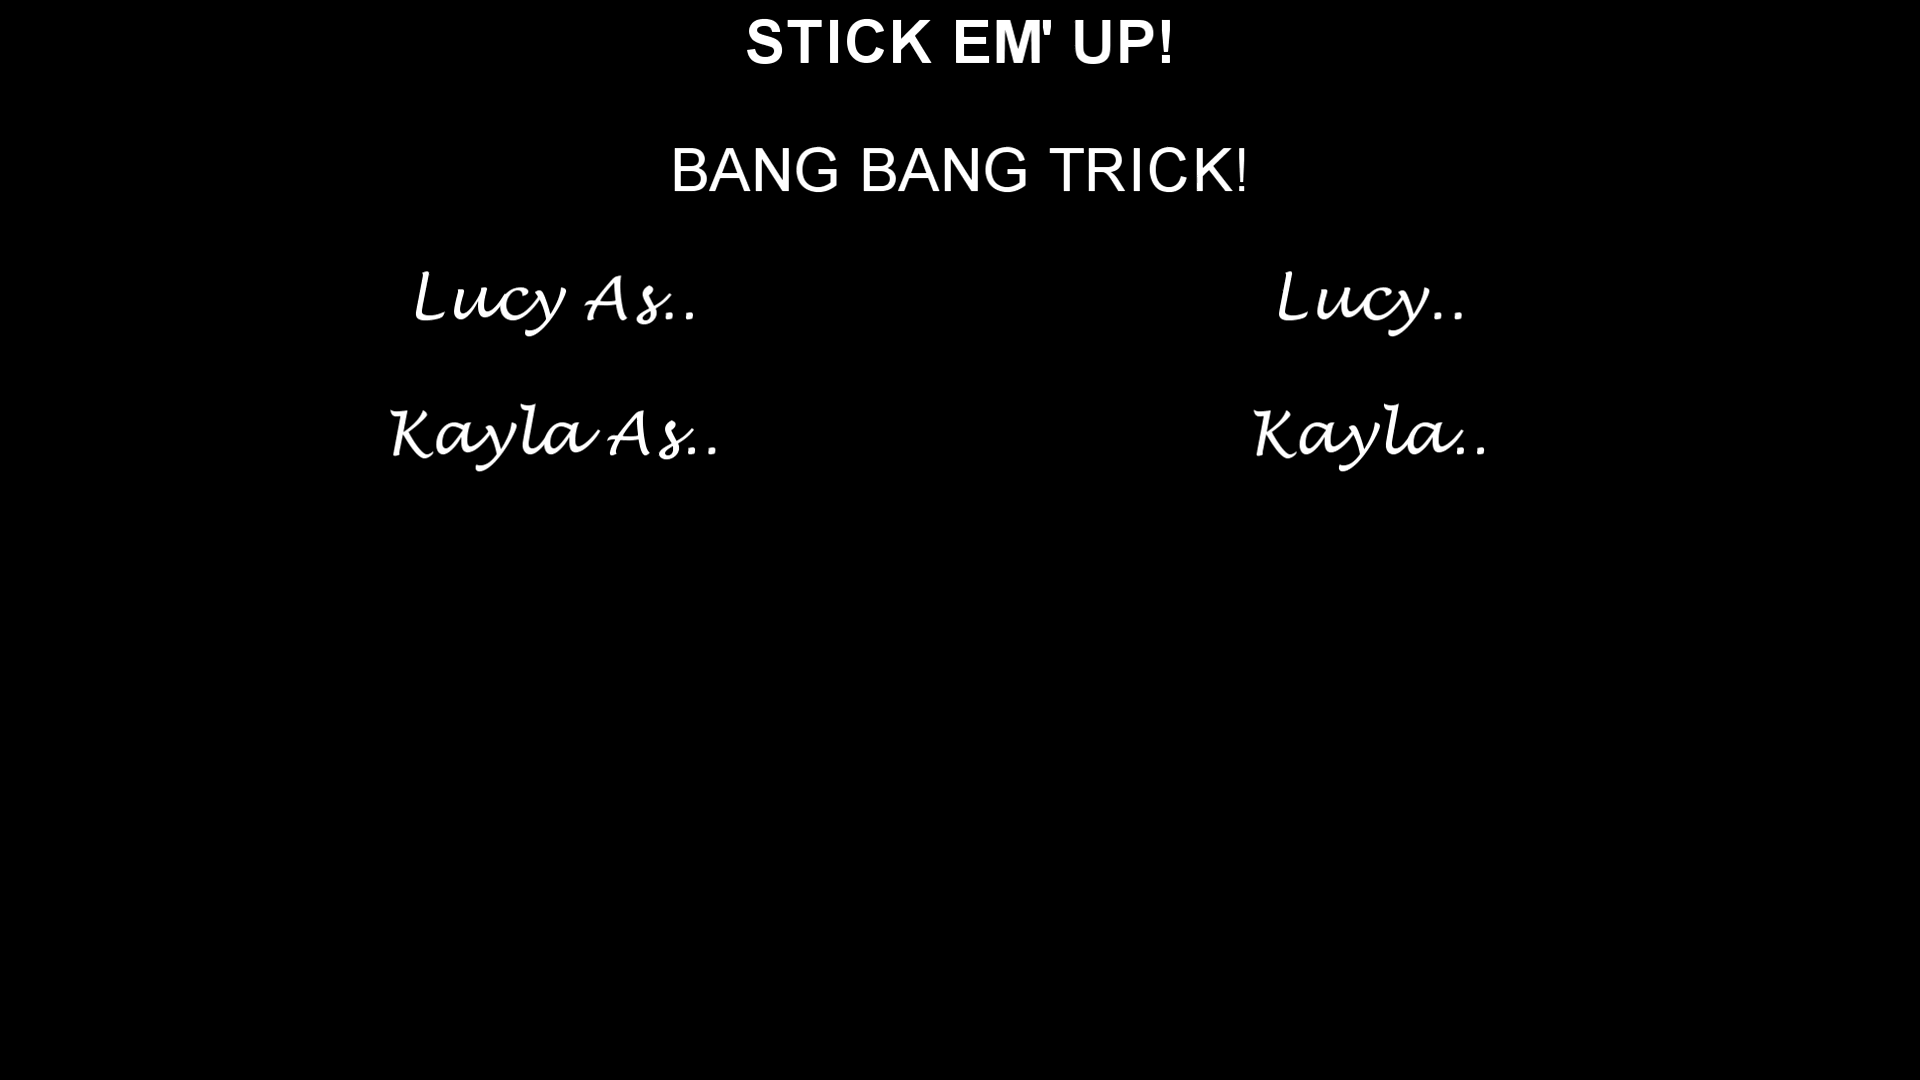 STICK EM' UP!
BANG BANG TRICK!
Lucy As.. Lucy..
Kayla As.. Kayla..